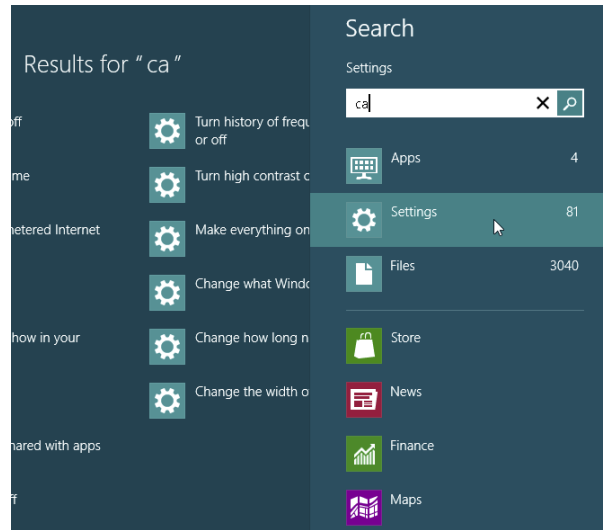 Results for “ca”
off
me
metered Internet
how in your
shared with apps
ff
Turn history of frequ
or off
Turn high contrast c
Make everything on
Change what Windo
Change how long n
Change the width o
Search
Settings
ca
Apps 4
Settings 81
Files 3040
Store
News
Finance
Maps